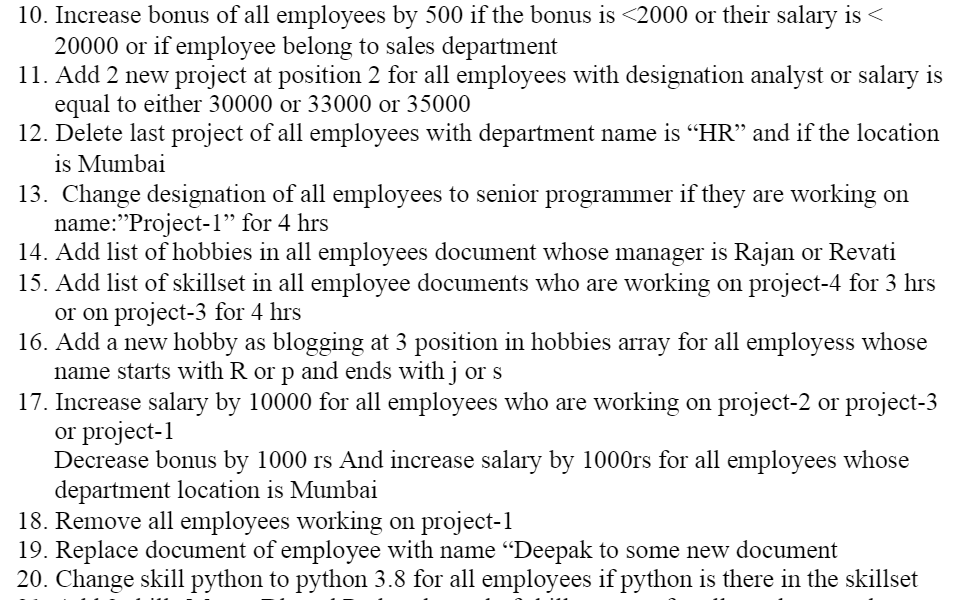 10. Increase bonus of all employees by 500 if the bonus is <2000 or their salary is <
20000 or if employee belong to sales department
11. Add 2 new project at position 2 for all employees with designation analyst or salary is
equal to either 30000 or 33000 or 35000
12. Delete last project of all employees with department name is “HR” and if the location
is Mumbai
13.  Change designation of all employees to senior programmer if they are working on
name:”Project-1” for 4 hrs
14. Add list of hobbies in all employees document whose manager is Rajan or Revati
15. Add list of skillset in all employee documents who are working on project-4 for 3 hrs
or on project-3 for 4 hrs
16. Add a new hobby as blogging at 3 position in hobbies array for all employess whose
name starts with R or p and ends with j or s
17. Increase salary by 10000 for all employees who are working on project-2 or project-3
or project-1
Decrease bonus by 1000 rs And increase salary by 1000rs for all employees whose
department location is Mumbai
18. Remove all employees working on project-1
19. Replace document of employee with name “Deepak to some new document
20. Change skill python to python 3.8 for all employees if python is there in the skillset